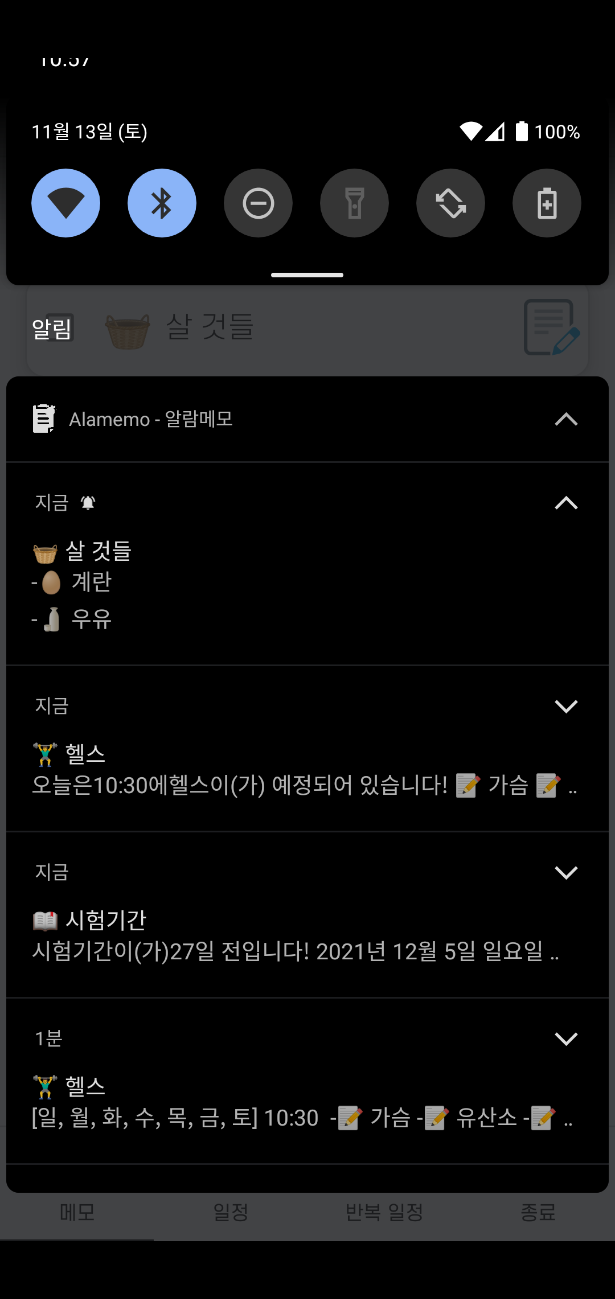 10:57
11월 13일 (토)
100%
알림
살 것들
Alamemo - 알람메모
지금
살 것들
- 계란
- 우유
지금
헬스
오늘은10:30에헬스이(가) 예정되어 있습니다! 가슴 ..
지금
시험기간
시험기간이(가)27일 전입니다! 2021년 12월 5일 일요일 ..
1분
헬스
[일, 월, 화, 수, 목, 금, 토] 10:30 - 가슴 - 유산소 - ..
메모 일정 반복 일정 종료